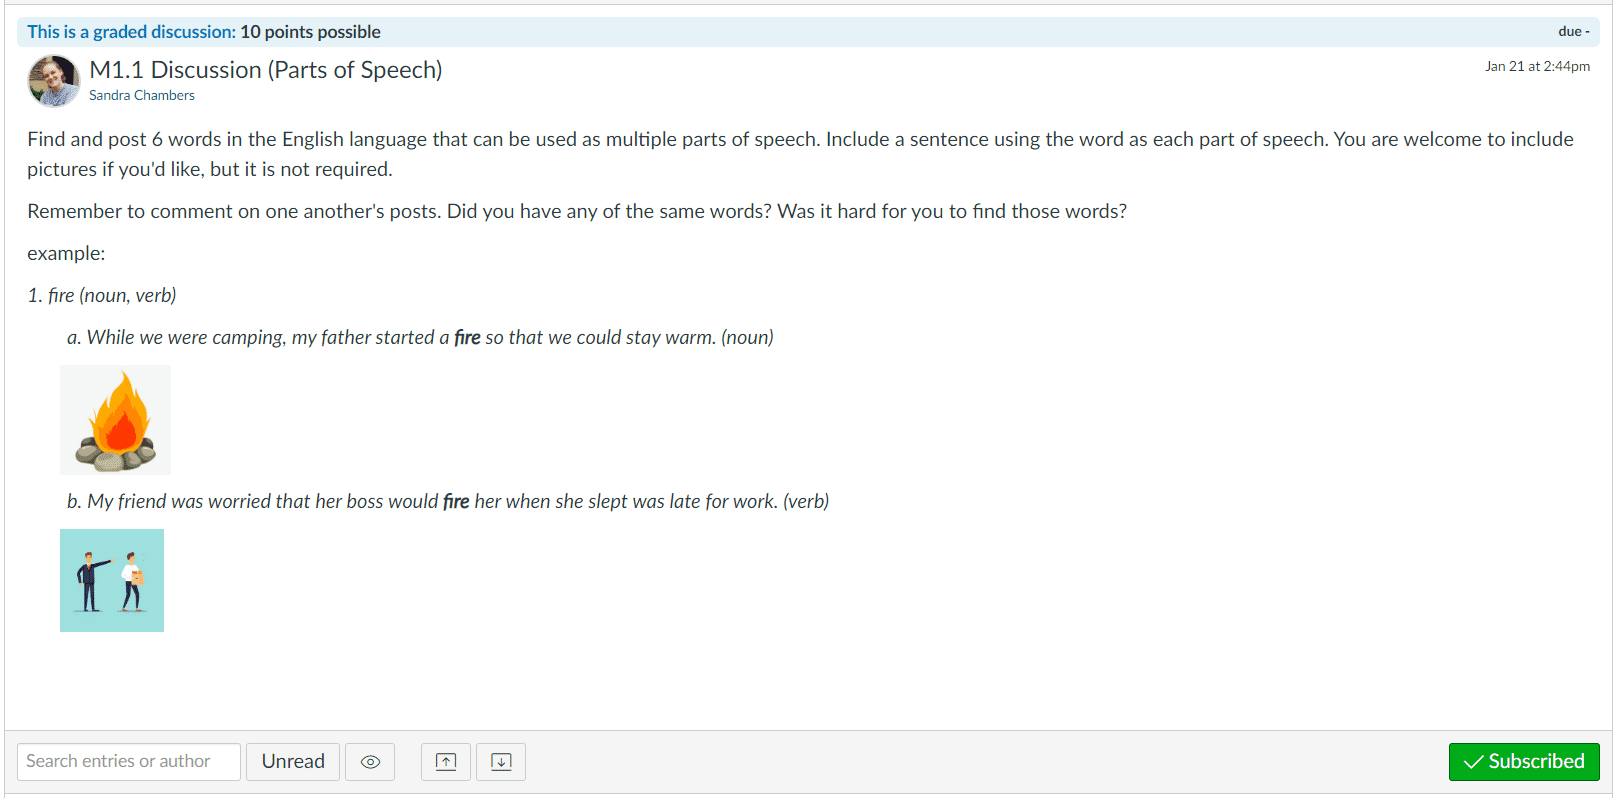 This is a graded discussion: 10 points possible
due -
M1.1 Discussion (Parts of Speech)
Jan 21 at 2:44pm
Sandra Chambers
Find and post 6 words in the English language that can be used as multiple parts of speech. Include a sentence using the word as each part of speech. You are welcome to include
pictures if you'd like, but it is not required.
Remember to comment on one another's posts. Did you have any of the same words? Was it hard for you to find those words?
example:
1. fire (noun, verb)
a. While we were camping, my father started a fire so that we could stay warm. (noun)
b. My friend was worried that her boss would fire her when she slept was late for work. (verb)
Search entries or author
Unread
Subscribed